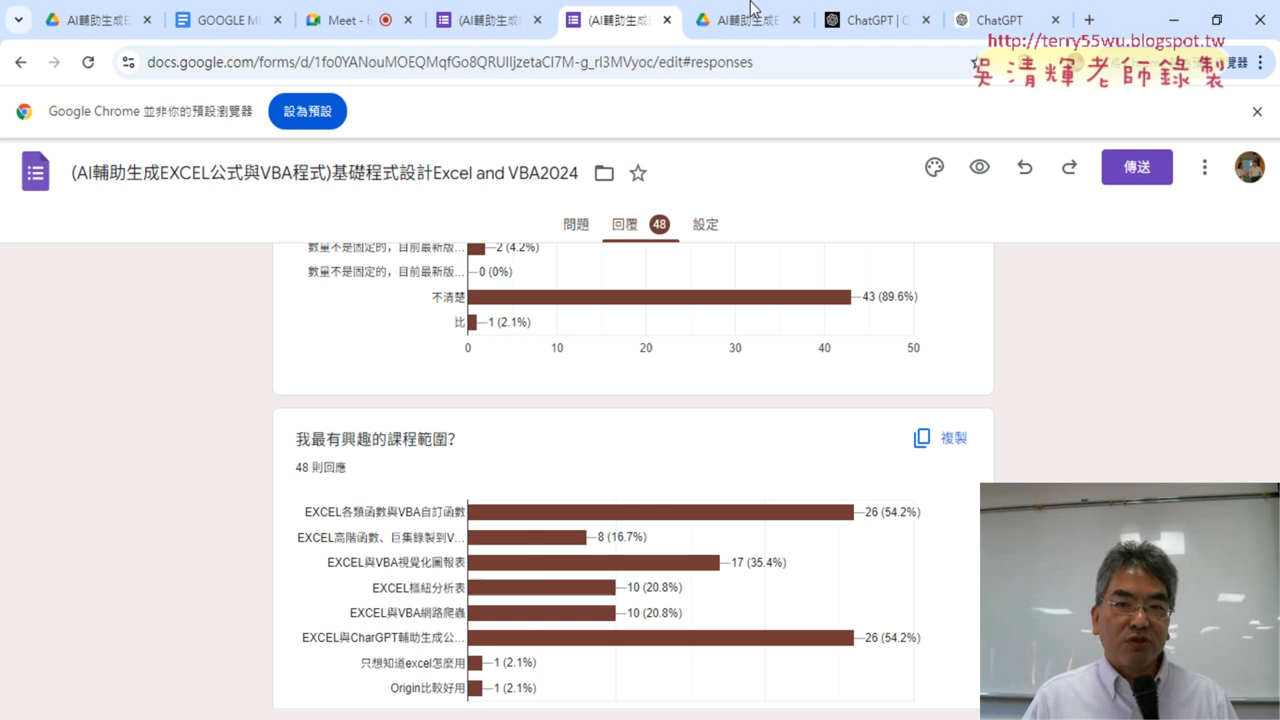 AI輔助生成E
GOOGLE M
Meet - h
(AI輔助生成
(AI輔助生成
AI輔助生成E
ChatGPT | C
ChatGPT
http://terry55wu.blogspot.tw
吳清輝老師錄製
docs.google.com/forms/d/1fo0YANouMOEQMqfGo8QRUIIjzetaCI7M-g_rI3MVyoc/edit#responses
覽器
Google Chrome 並非你的預設瀏覽器
設為預設
(AI輔助生成EXCEL公式與VBA程式)基礎程式設計Excel and VBA2024
傳送
問題
回覆
48
設定
數量不是固定的，目前最新版...
2 (4.2%)
數量不是固定的，目前最新版...
0 (0%)
不清楚
43 (89.6%)
比
1 (2.1%)
0 10 20 30 40 50
我最有興趣的課程範圍?
複製
48 則回應
EXCEL各類函數與VBA自訂函數
26 (54.2%)
EXCEL高階函數、巨集錄製到V...
8 (16.7%)
EXCEL與VBA視覺化圖報表
17 (35.4%)
EXCEL樞紐分析表
10 (20.8%)
EXCEL與VBA網路爬蟲
10 (20.8%)
EXCEL與CharGPT輔助生成公...
26 (54.2%)
只想知道excel怎麼用
1 (2.1%)
Origin比較好用
1 (2.1%)